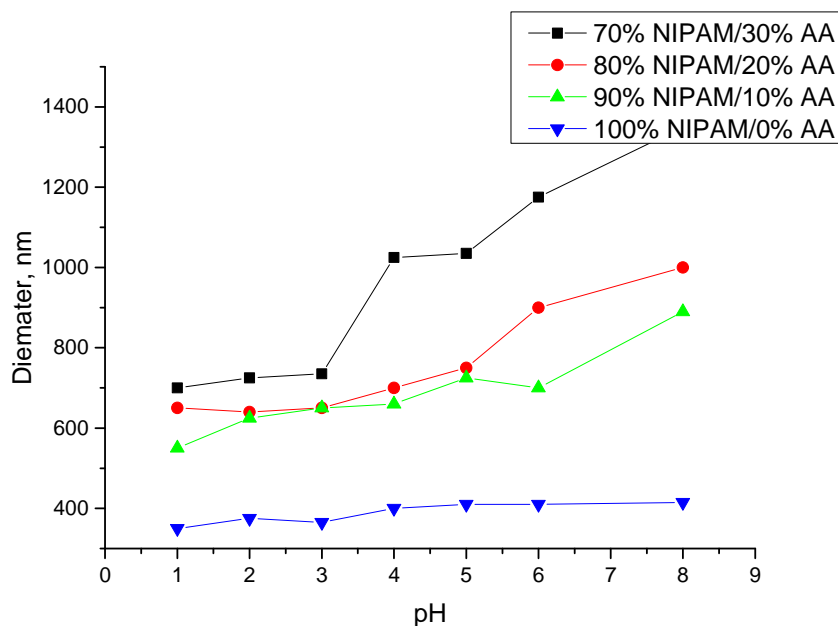 70% NIPAM/30% AA
80% NIPAM/20% AA
90% NIPAM/10% AA
100% NIPAM/0% AA
1400
1200
1000
800
600
400
Diemater, nm
0 1 2 3 4 5 6 7 8 9
pH